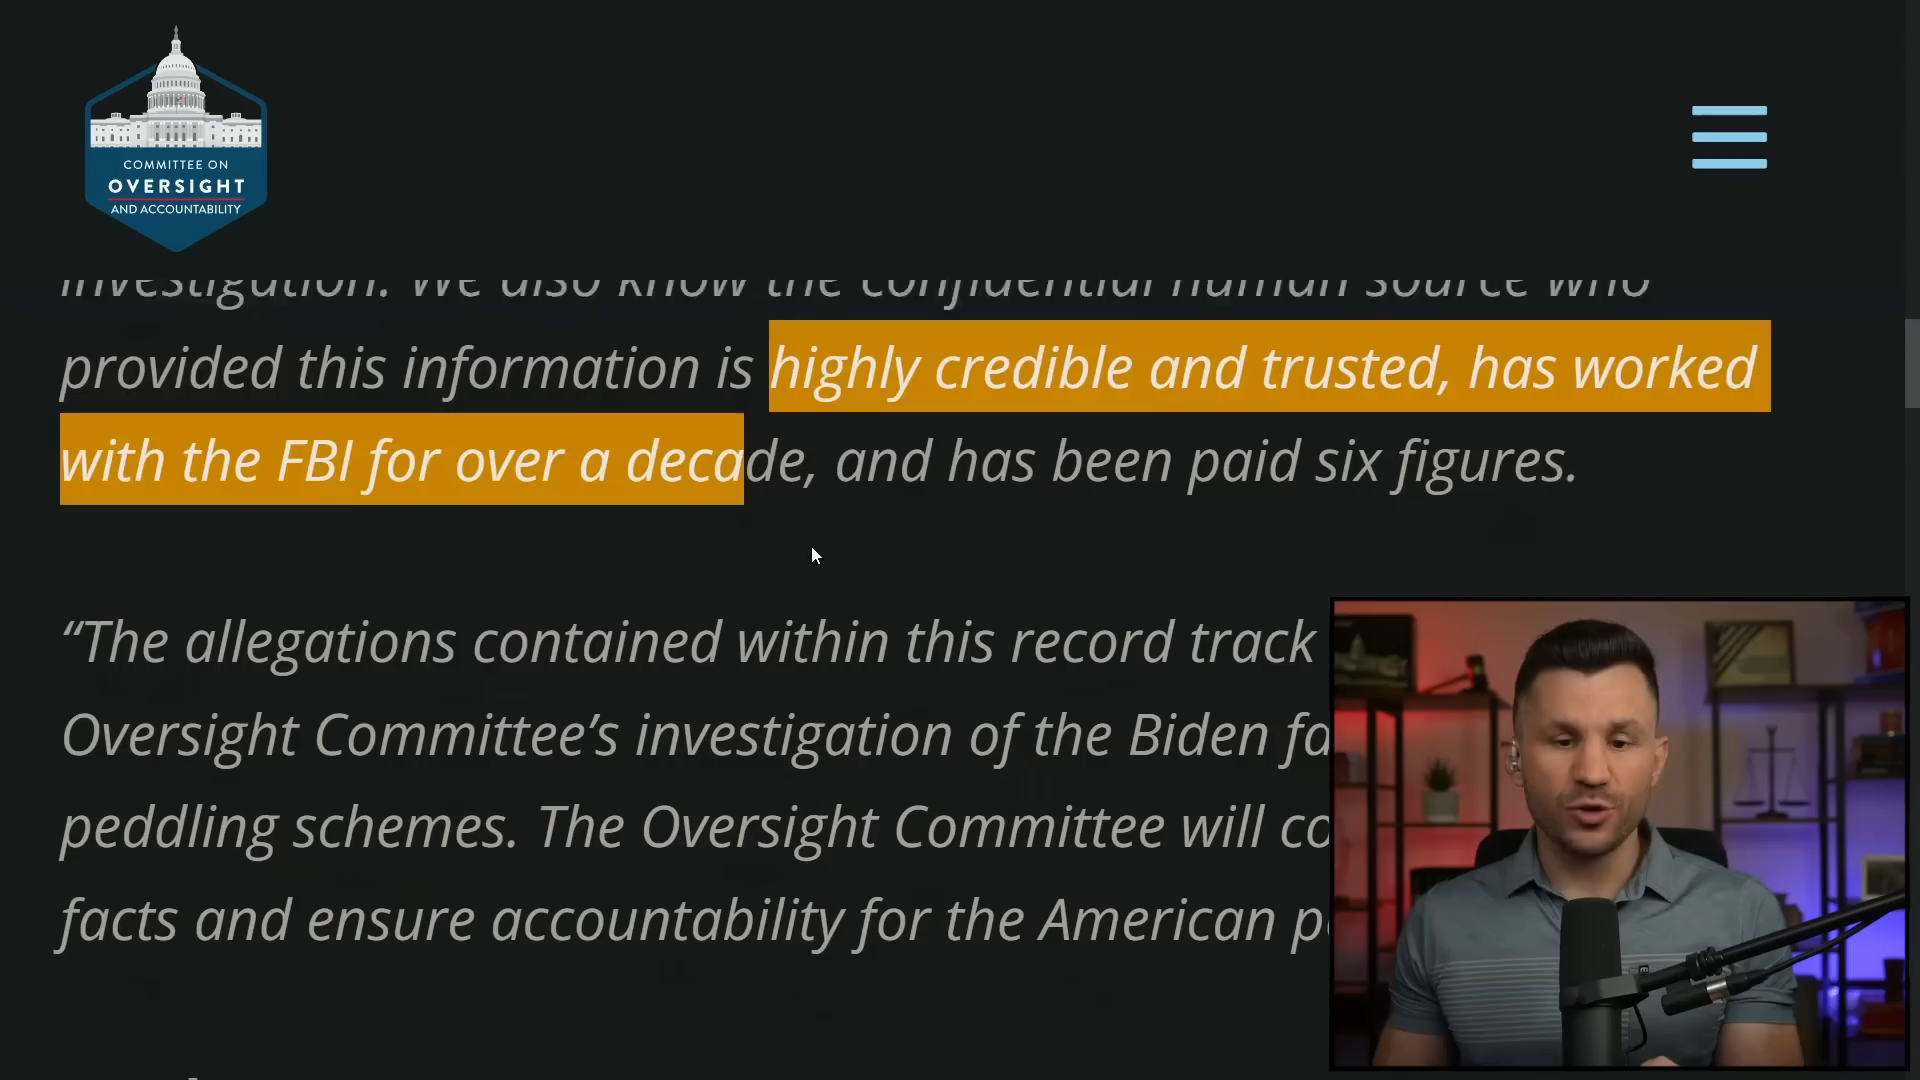 COMMITTEE ON
OVERSIGHT
AND ACCOUNTABILITY
investigation. We also know the confidential human source who
provided this information is highly credible and trusted, has worked
with the FBI for over a decade, and has been paid six figures.
“The allegations contained within this record track
Oversight Committee’s investigation of the Biden fa
peddling schemes. The Oversight Committee will co
facts and ensure accountability for the American p